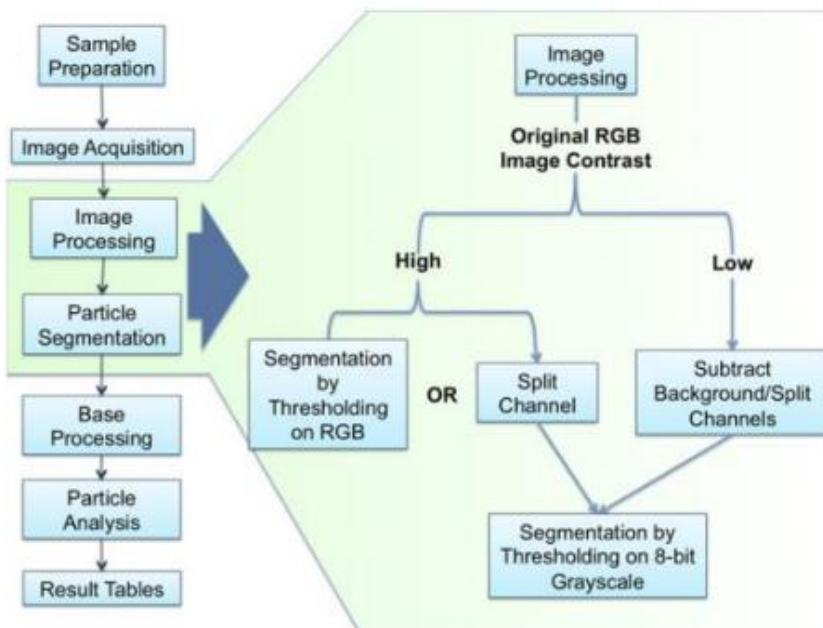 Sample
Preparation
Image Acquisition
Image
Processing
Particle
Segmentation
Base
Processing
Particle
Analysis
Result Tables
Image
Processing
Original RGB
Image Contrast
High
Low
Segmentation
by
Thresholding
on RGB
OR
Split
Channel
Subtract
Background/Split
Channels
Segmentation by
Thresholding on 8-bit
Grayscale